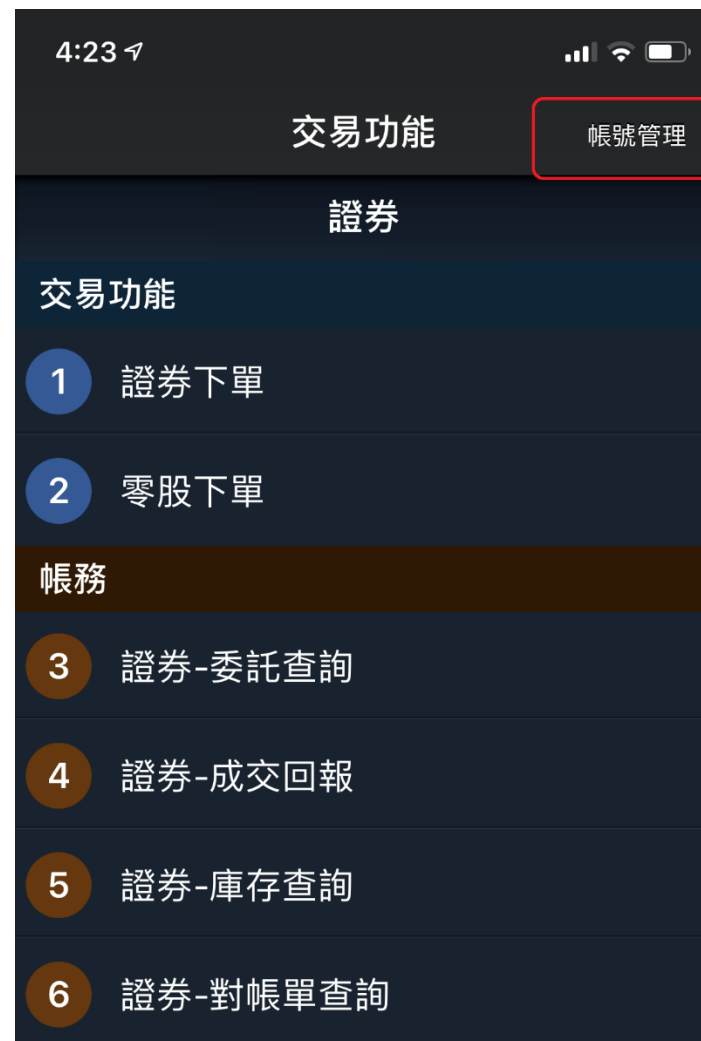 4:23
交易功能
帳號管理
證券
交易功能
1 證券下單
2 零股下單
帳務
3 證券-委託查詢
4 證券-成交回報
5 證券-庫存查詢
6 證券-對帳單查詢